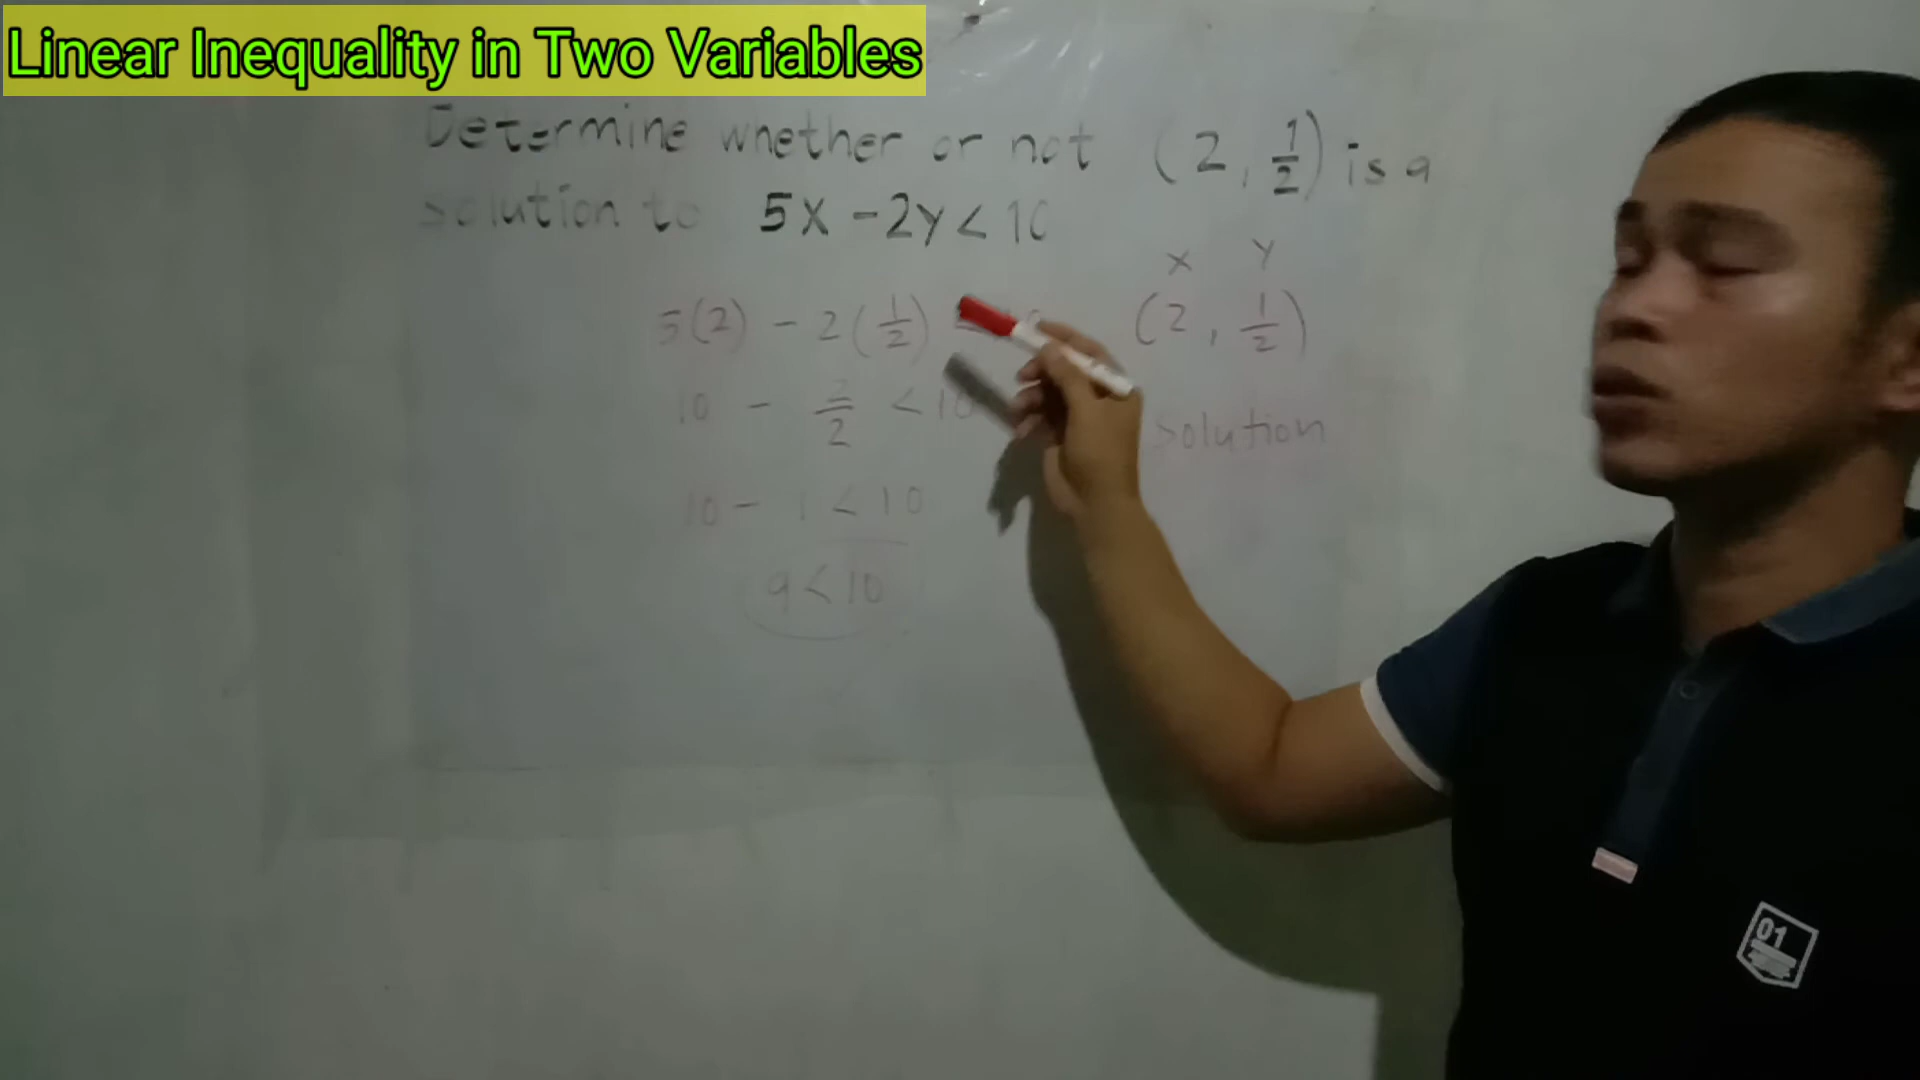 Linear Inequality in Two Variables
Determine whether or not (2, 1/2) is a
solution to 5x - 2y < 10
x y
5(2) - 2(1/2) (2, 1/2)
10 - 2/2 < 10
solution
10 - 1 < 10
9 < 10
01